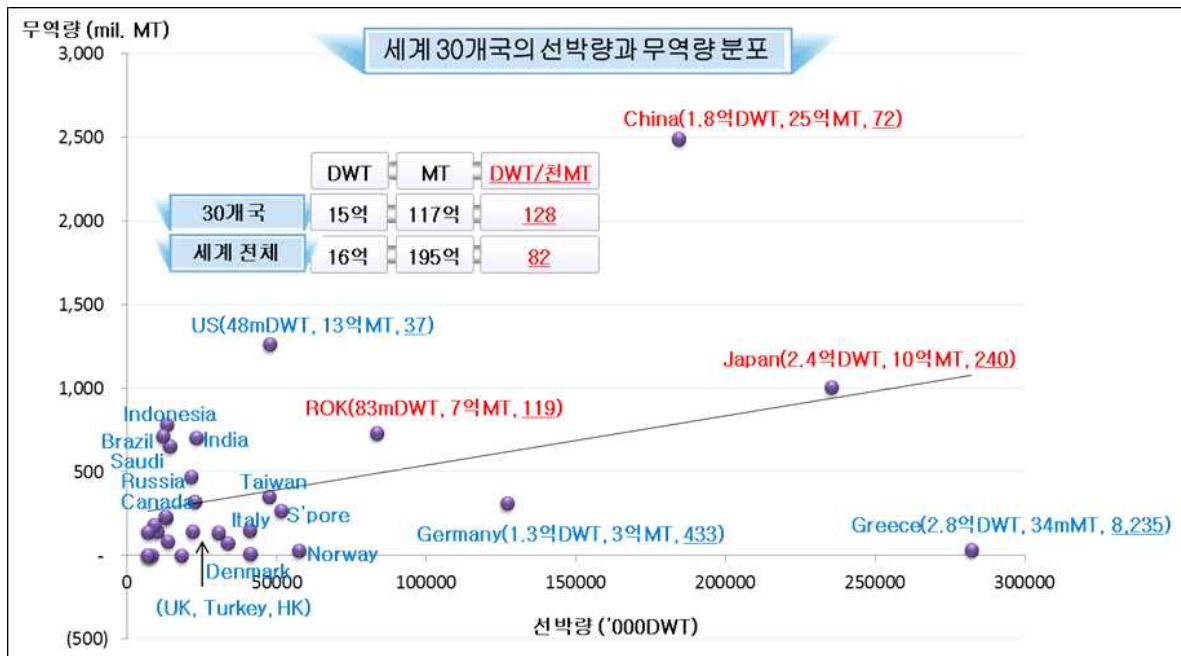 무역량 (mil. MT)
세계 30개국의 선박량과 무역량 분포
3,000
2,500
2,000
1,500
1,000
500
-
(500)
China(1.8억DWT, 25억MT, 72)
DWT MT DWT/천MT
30개국 15억 117억 128
세계 전체 16억 195억 82
US(48mDWT, 13억MT, 37)
Japan(2.4억DWT, 10억MT, 240)
ROK(83mDWT, 7억MT, 119)
Indonesia
Brazil
India
Saudi
Russia
Taiwan
Canada
Italy
S'pore
Germany(1.3억DWT, 3억MT, 433)
Greece(2.8억DWT, 34mMT, 8,235)
Norway
Denmark
(UK, Turkey, HK)
0 50000 100000 150000 200000 250000 300000
선박량 ('000DWT)